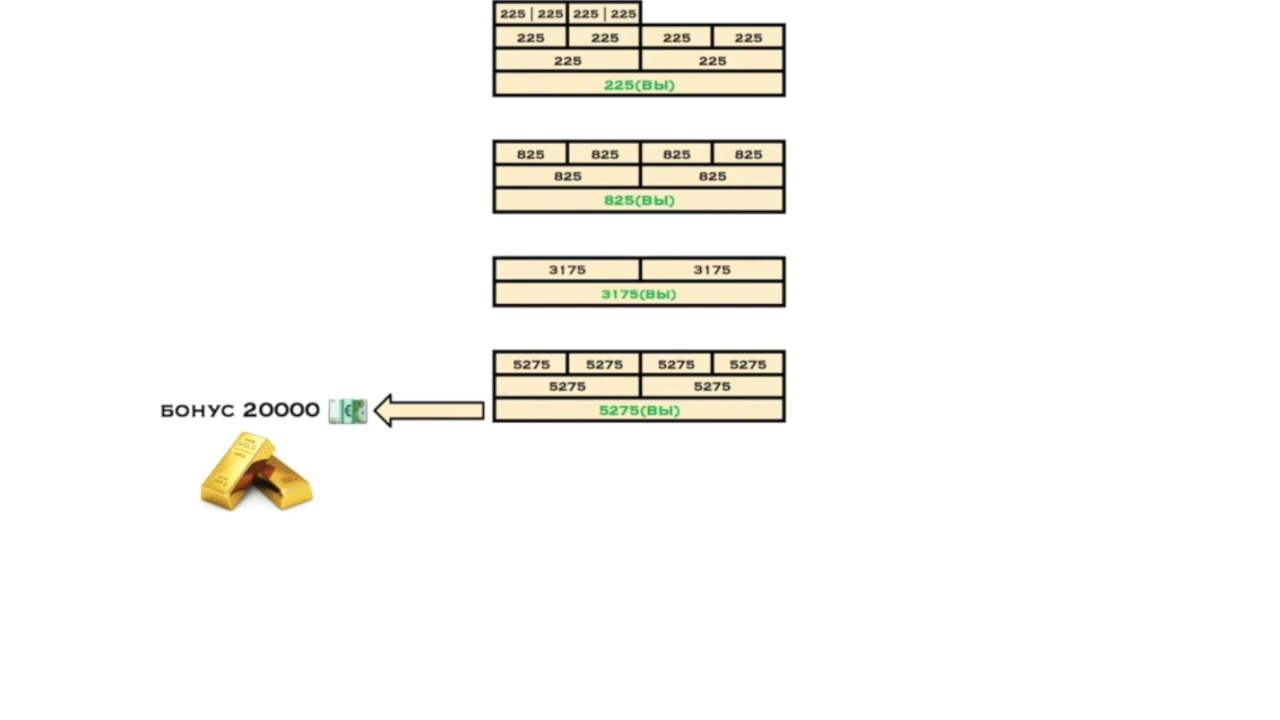 225 | 225 225 | 225
225 225 225 225
225 225
225(ВЫ)
825 825 825 825
825 825
825(ВЫ)
3175 3175
3175(ВЫ)
5275 5275 5275 5275
5275 5275
БОНУС 20000 5275(ВЫ)